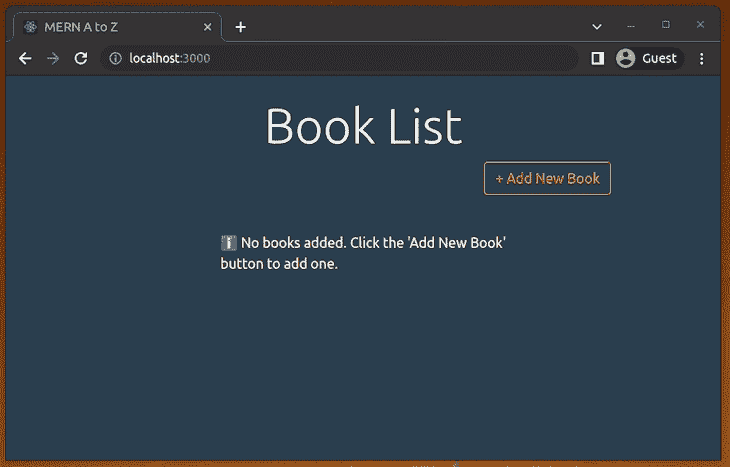 MERN A to Z
localhost:3000
Guest
Book List
+ Add New Book
No books added. Click the 'Add New Book'
button to add one.